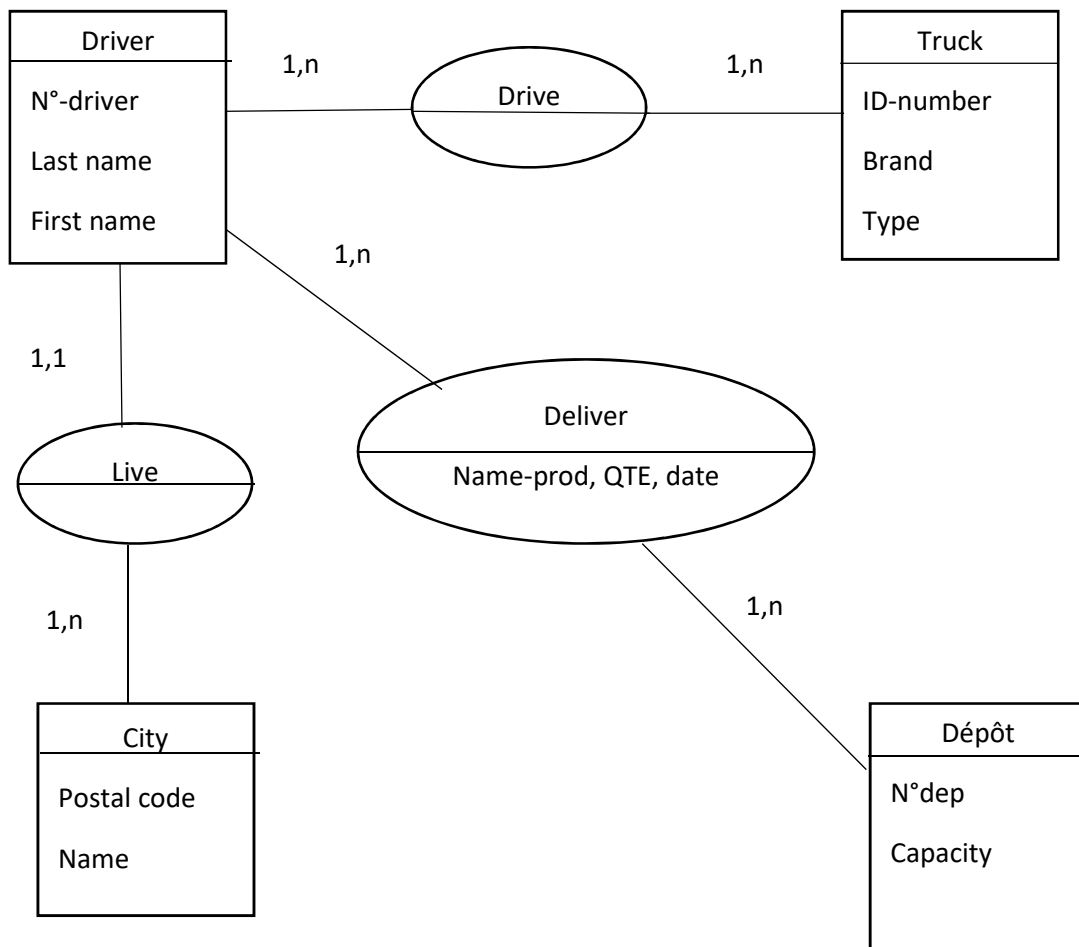 Driver
N°-driver
Last name
First name
1,n
Drive
1,n
Truck
ID-number
Brand
Type
1,n
1,1
Live
Deliver
Name-prod, QTE, date
1,n
1,n
City
Postal code
Name
Dépôt
N°dep
Capacity